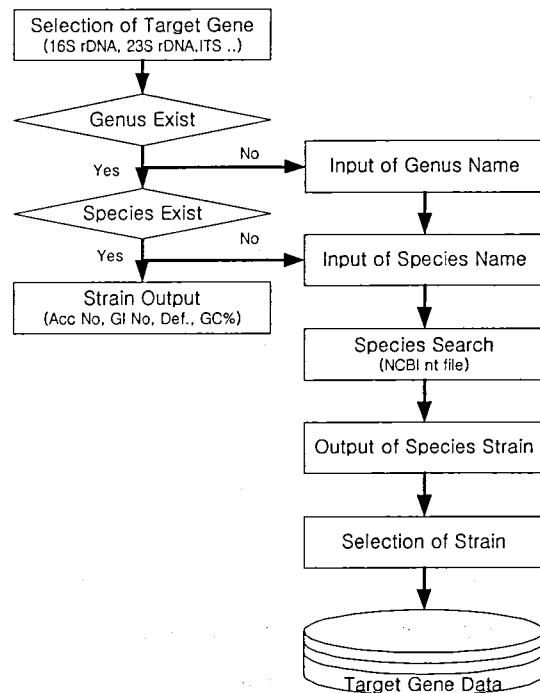 Selection of Target Gene
(16S rDNA, 23S rDNA,ITS ..)
Genus Exist
No
Yes
Input of Genus Name
Species Exist
No
Yes
Input of Species Name
Strain Output
(Acc No, GI No, Def., GC%)
Species Search
(NCBI nt file)
Output of Species Strain
Selection of Strain
Target Gene Data